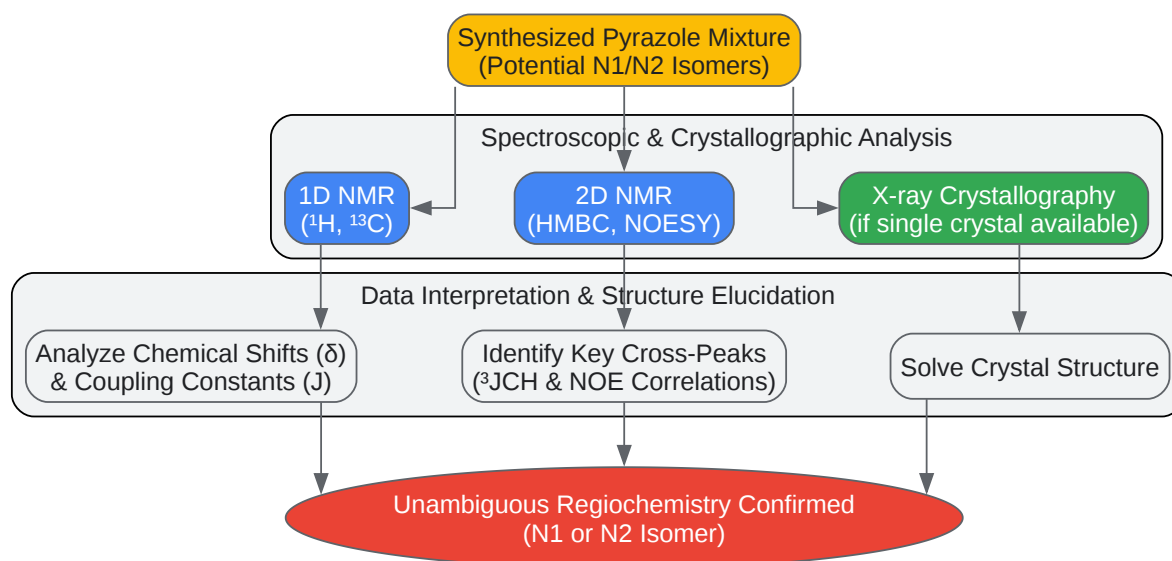 Synthesized Pyrazole Mixture
(Potential N1/N2 Isomers)
Spectroscopic & Crystallographic Analysis
1D NMR
(¹H, ¹³C)
2D NMR
(HMBC, NOESY)
X-ray Crystallography
(if single crystal available)
Data Interpretation & Structure Elucidation
Analyze Chemical Shifts (δ)
& Coupling Constants (J)
Identify Key Cross-Peaks
(³JCH & NOE Correlations)
Solve Crystal Structure
Unambiguous Regiochemistry Confirmed
(N1 or N2 Isomer)